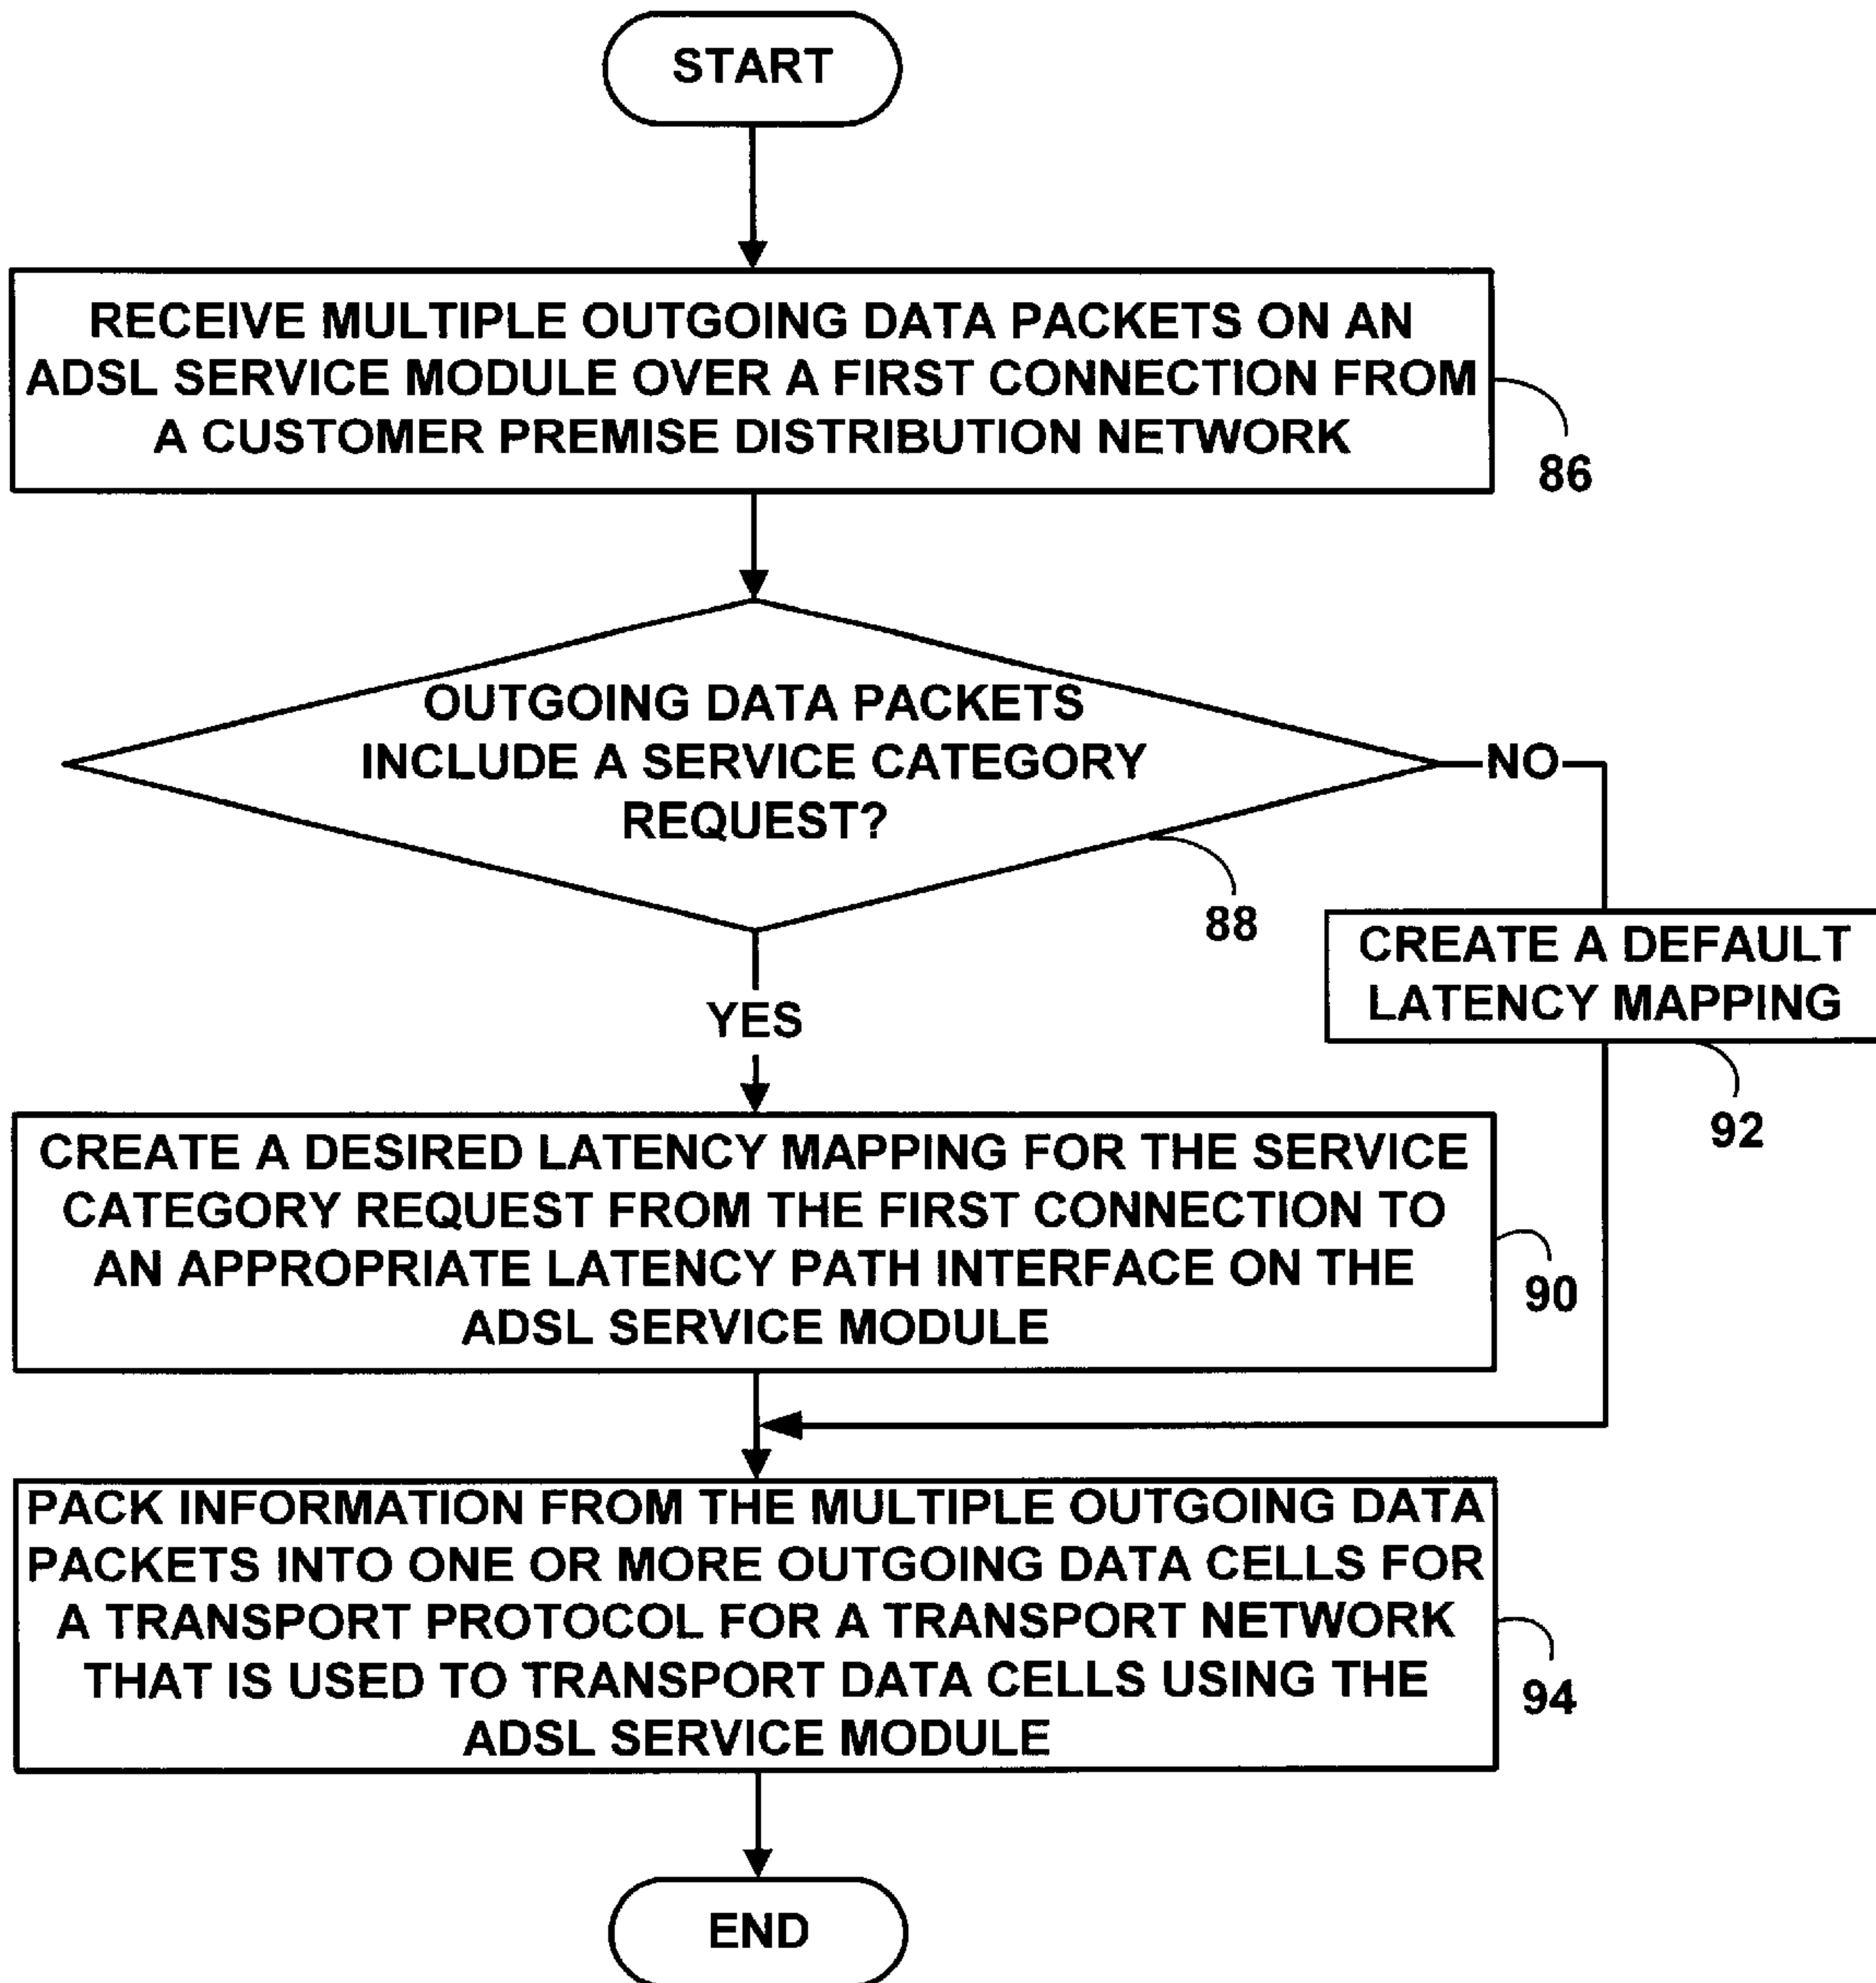 START
RECEIVE MULTIPLE OUTGOING DATA PACKETS ON AN
ADSL SERVICE MODULE OVER A FIRST CONNECTION FROM
A CUSTOMER PREMISE DISTRIBUTION NETWORK
86
OUTGOING DATA PACKETS
INCLUDE A SERVICE CATEGORY
REQUEST?
NO
88
CREATE A DEFAULT
LATENCY MAPPING
92
YES
CREATE A DESIRED LATENCY MAPPING FOR THE SERVICE
CATEGORY REQUEST FROM THE FIRST CONNECTION TO
AN APPROPRIATE LATENCY PATH INTERFACE ON THE
ADSL SERVICE MODULE
90
PACK INFORMATION FROM THE MULTIPLE OUTGOING DATA
PACKETS INTO ONE OR MORE OUTGOING DATA CELLS FOR
A TRANSPORT PROTOCOL FOR A TRANSPORT NETWORK
THAT IS USED TO TRANSPORT DATA CELLS USING THE
ADSL SERVICE MODULE
94
END